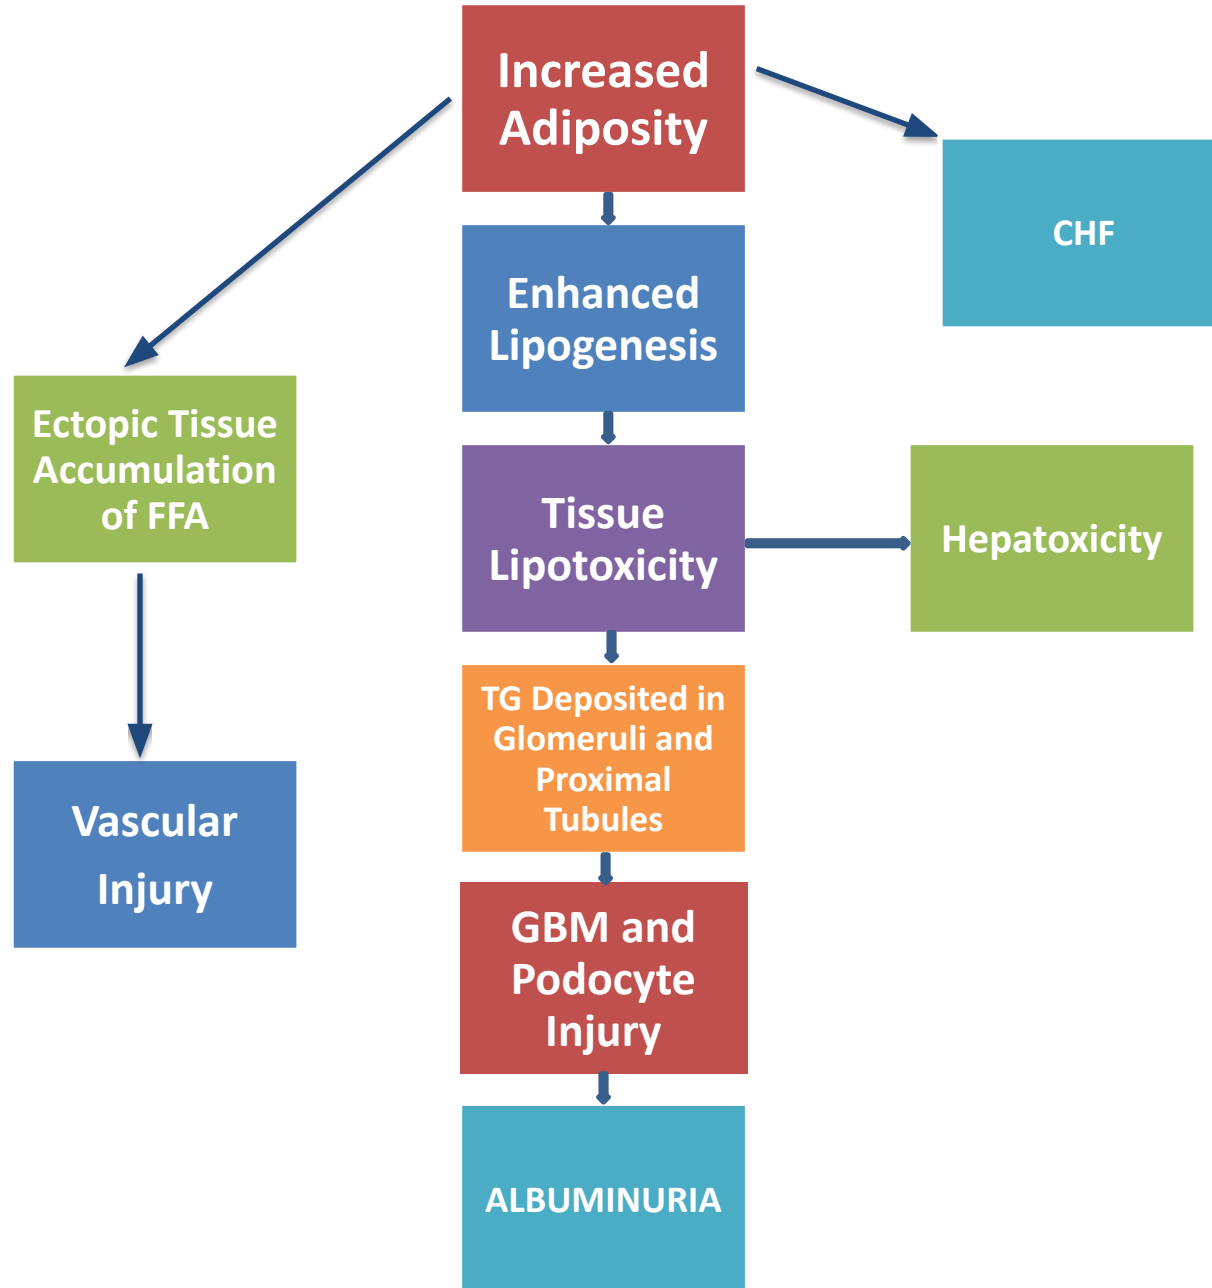 Increased
Adiposity
CHF
Enhanced
Lipogenesis
Ectopic Tissue
Accumulation
of FFA
Tissue
Lipotoxicity
Hepatoxicity
TG Deposited in
Glomeruli and
Proximal
Tubules
Vascular
Injury
GBM and
Podocyte
Injury
ALBUMINURIA